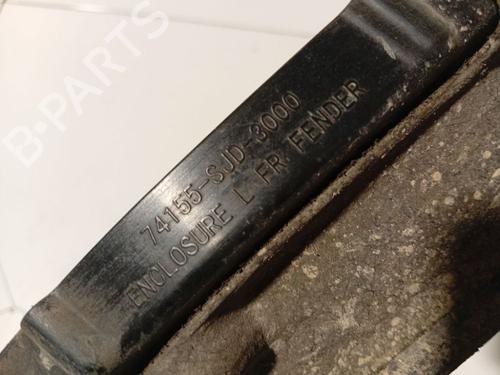 B-PARTS
74155-SJD-3000
ENCLOSURE L FR FENDER